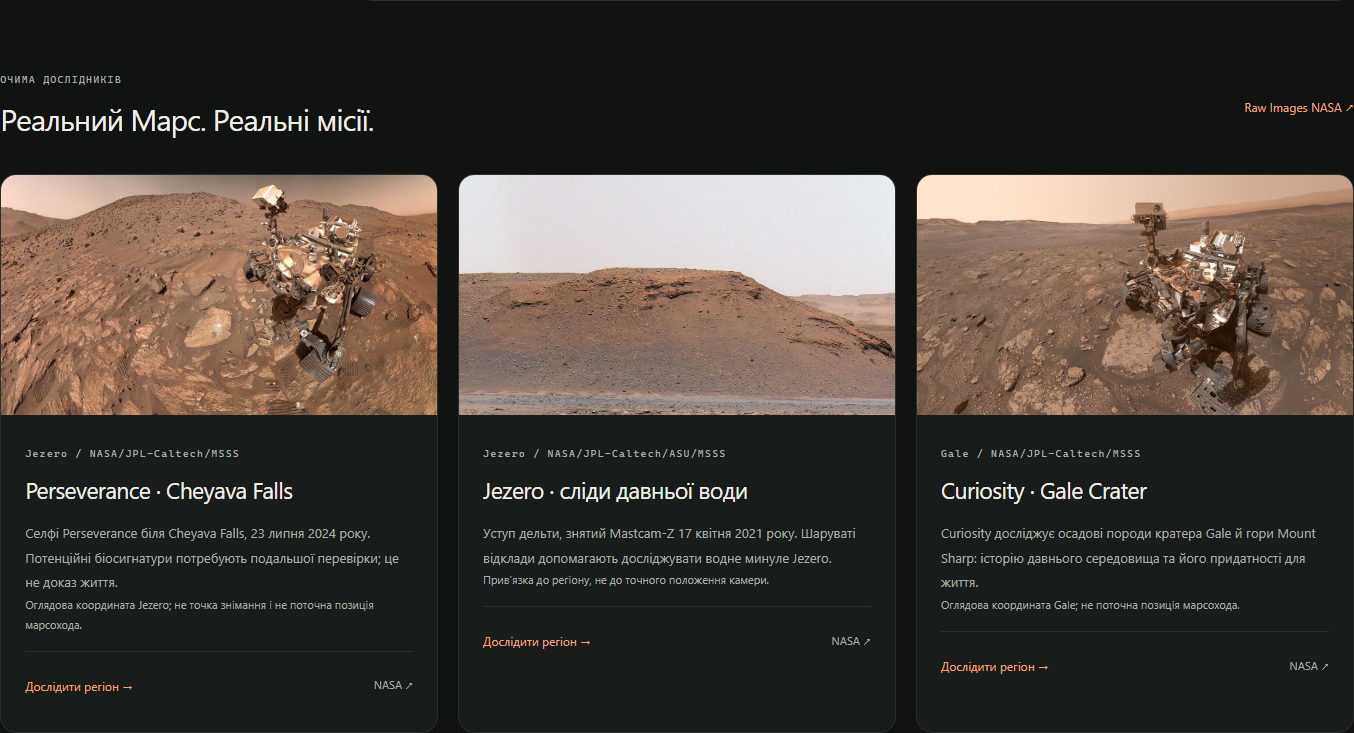 ОЧИМА ДОСЛІДНИКІВ
Реальний Марс. Реальні місії.
Raw Images NASA ↗
Jezero / NASA/JPL-Caltech/MSSS
Perseverance · Cheyava Falls
Селфі Perseverance біля Cheyava Falls, 23 липня 2024 року.
Потенційні біосигнатури потребують подальшої перевірки; це
не доказ життя.
Оглядова координата Jezero; не точка знімання і не поточна позиція
марсохода.
Дослідити регіон →
NASA ↗
Jezero / NASA/JPL-Caltech/ASU/MSSS
Jezero · сліди давньої води
Уступ дельти, знятий Mastcam-Z 17 квітня 2021 року. Шаруваті
відклади допомагають досліджувати водне минуле Jezero.
Прив'язка до регіону, не до точного положення камери.
Дослідити регіон →
NASA ↗
Gale / NASA/JPL-Caltech/MSSS
Curiosity · Gale Crater
Curiosity досліджує осадові породи кратера Gale й гори Mount
Sharp: історію давнього середовища та його придатності для
життя.
Оглядова координата Gale; не поточна позиція марсохода.
Дослідити регіон →
NASA ↗